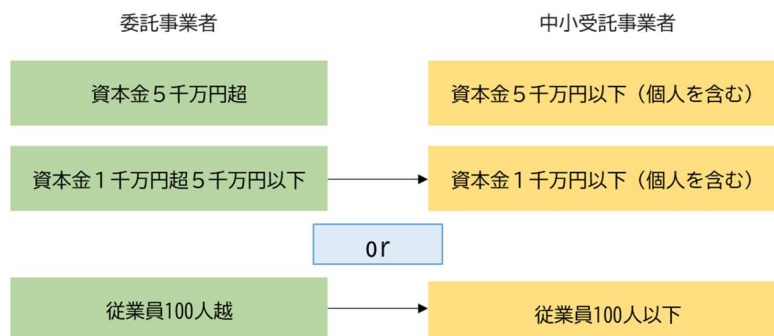 委託事業者
中小受託事業者
資本金５千万円超
資本金５千万円以下（個人を含む）
資本金１千万円超５千万円以下
資本金１千万円以下（個人を含む）
or
従業員100人越
従業員100人以下